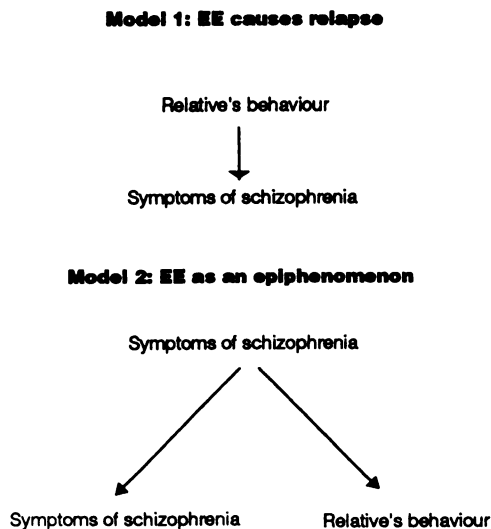 Model 1: EE causes relapse
Relative's behaviour
Symptoms of schizophrenia
Model 2: EE as an epiphenomenon
Symptoms of schizophrenia
Symptoms of schizophrenia Relative's behaviour